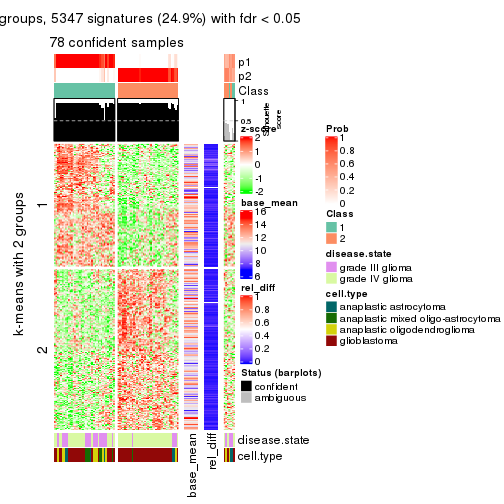 groups, 5347 signatures (24.9%) with fdr < 0.05
78 confident samples
p1
p2
Class
1
0.5
0
Silhouette
score
k-means with 2 groups
1
2
z-score
2
1
0
-1
-2
base_mean
16
14
12
10
8
6
rel_diff
1
0.8
0.6
0.4
0.2
0
Status (barplots)
confident
ambiguous
Prob
1
0.8
0.6
0.4
0.2
0
Class
1
2
disease.state
grade III glioma
grade IV glioma
cell.type
anaplastic astrocytoma
anaplastic mixed oligo-astrocytoma
anaplastic oligodendroglioma
glioblastoma
disease.state
cell.type
base_mean
rel_diff